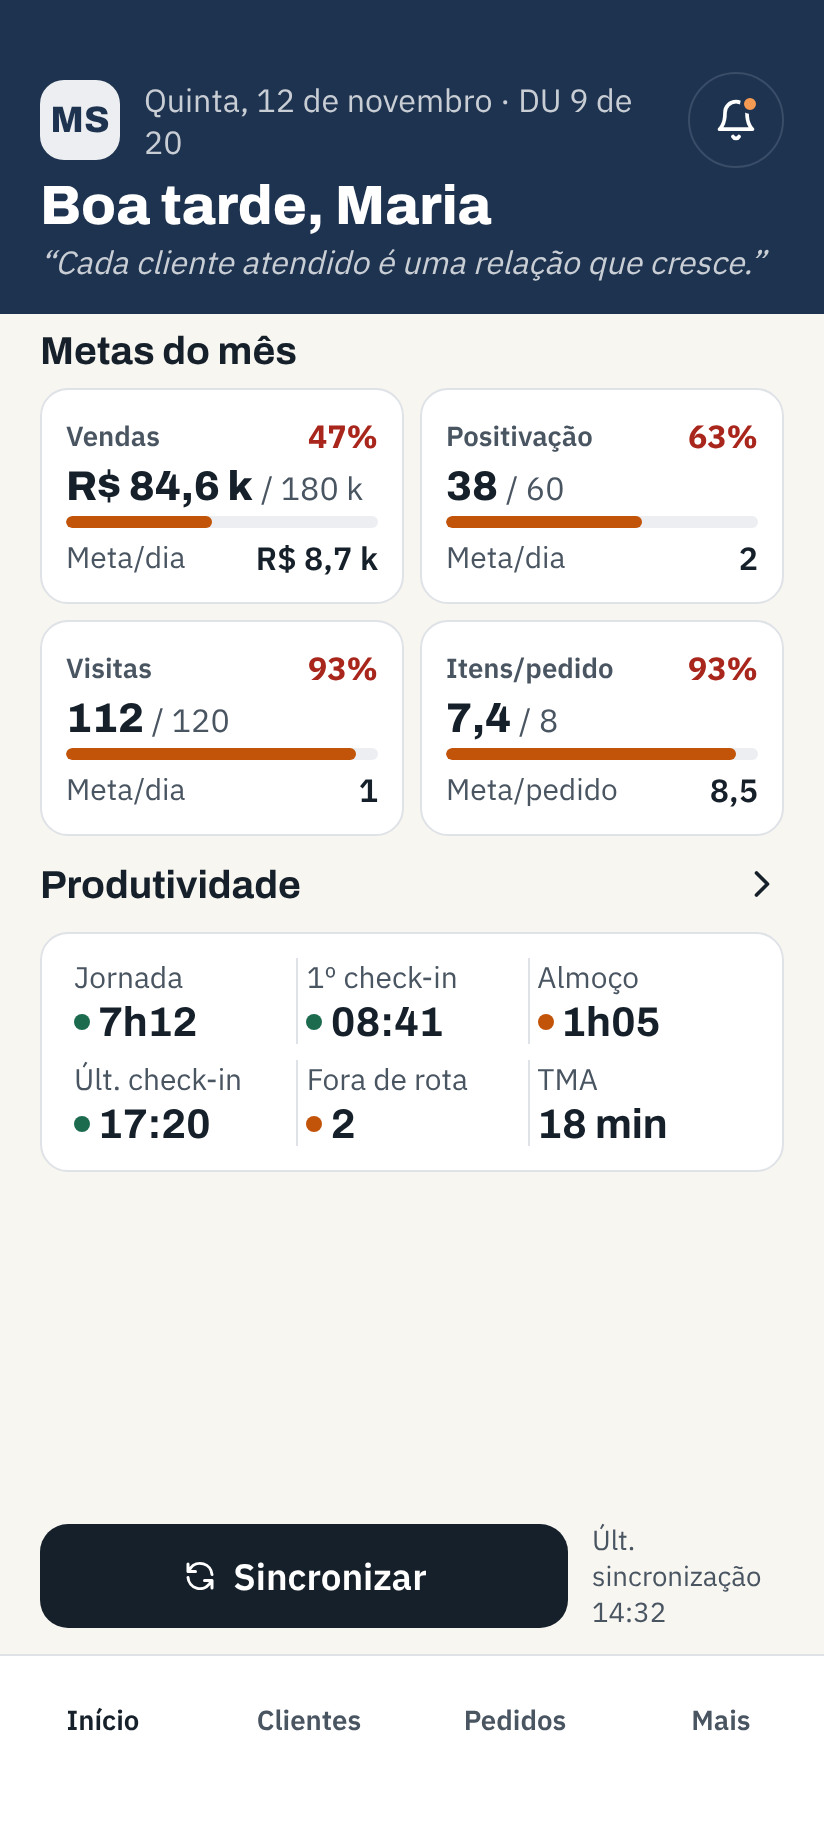 MS
Quinta, 12 de novembro · DU 9 de
20
Boa tarde, Maria
“Cada cliente atendido é uma relação que cresce.”
Metas do mês
Vendas 47%
R$ 84,6 k / 180 k
Meta/dia R$ 8,7 k
Positivação 63%
38 / 60
Meta/dia 2
Visitas 93%
112 / 120
Meta/dia 1
Itens/pedido 93%
7,4 / 8
Meta/pedido 8,5
Produtividade
Jornada
7h12
1º check-in
08:41
Almoço
1h05
Últ. check-in
17:20
Fora de rota
2
TMA
18 min
Sincronizar
Últ.
sincronização
14:32
Início Clientes Pedidos Mais